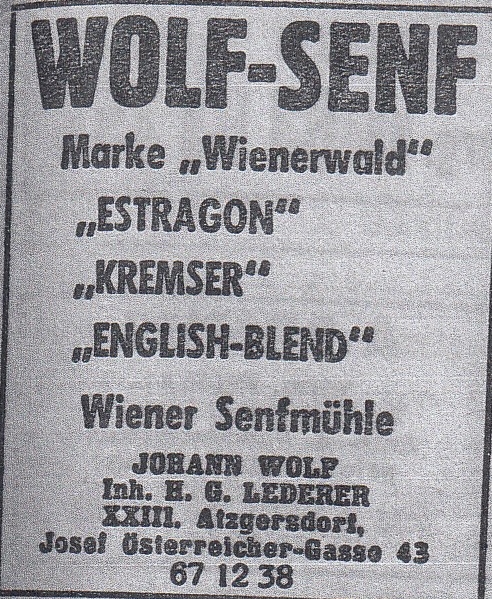 WOLF-SENF
Marke „Wienerwald“
„ESTRAGON“
„KREMSER“
„ENGLISH-BLEND“
Wiener Senfmühle
JOHANN WOLF
Inh. H. G. LEDERER
XXIII. Atzgersdorf,
Josef Österreicher-Gasse 43
67 12 38